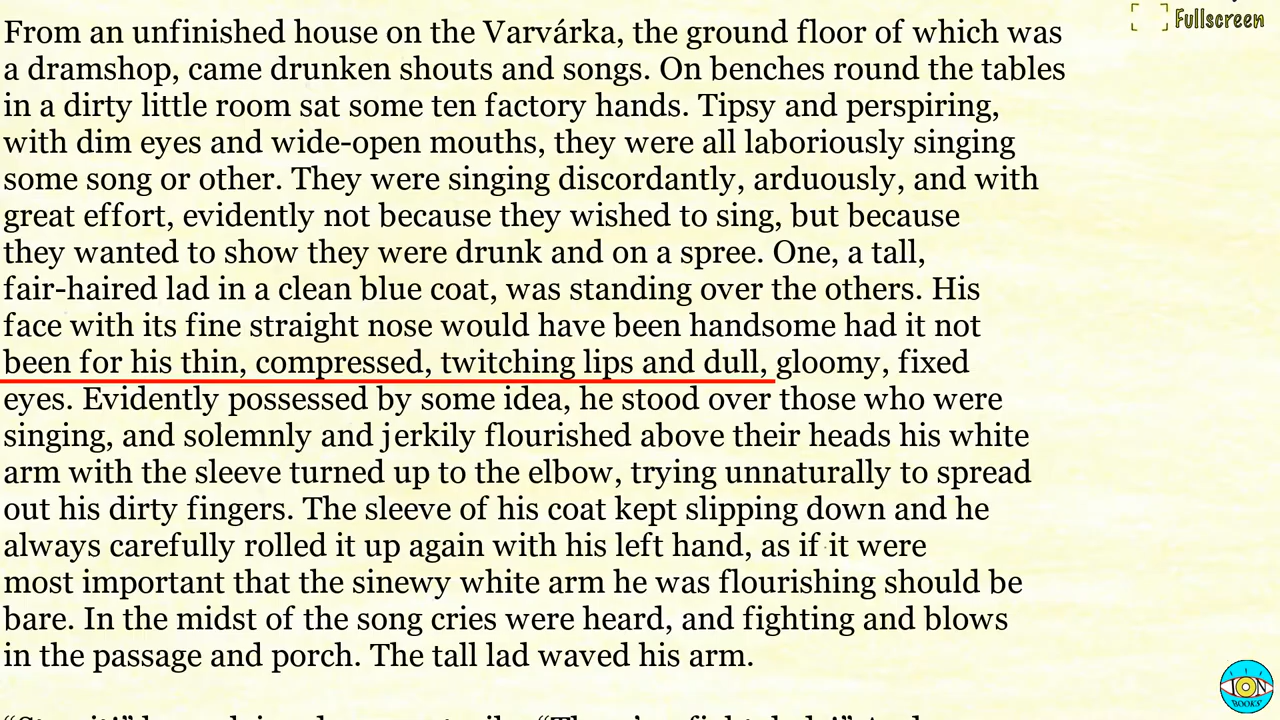 Fullscreen
From an unfinished house on the Varvárka, the ground floor of which was
a dramshop, came drunken shouts and songs. On benches round the tables
in a dirty little room sat some ten factory hands. Tipsy and perspiring,
with dim eyes and wide-open mouths, they were all laboriously singing
some song or other. They were singing discordantly, arduously, and with
great effort, evidently not because they wished to sing, but because
they wanted to show they were drunk and on a spree. One, a tall,
fair-haired lad in a clean blue coat, was standing over the others. His
face with its fine straight nose would have been handsome had it not
been for his thin, compressed, twitching lips and dull, gloomy, fixed
eyes. Evidently possessed by some idea, he stood over those who were
singing, and solemnly and jerkily flourished above their heads his white
arm with the sleeve turned up to the elbow, trying unnaturally to spread
out his dirty fingers. The sleeve of his coat kept slipping down and he
always carefully rolled it up again with his left hand, as if it were
most important that the sinewy white arm he was flourishing should be
bare. In the midst of the song cries were heard, and fighting and blows
in the passage and porch. The tall lad waved his arm.
ION
BOOKS